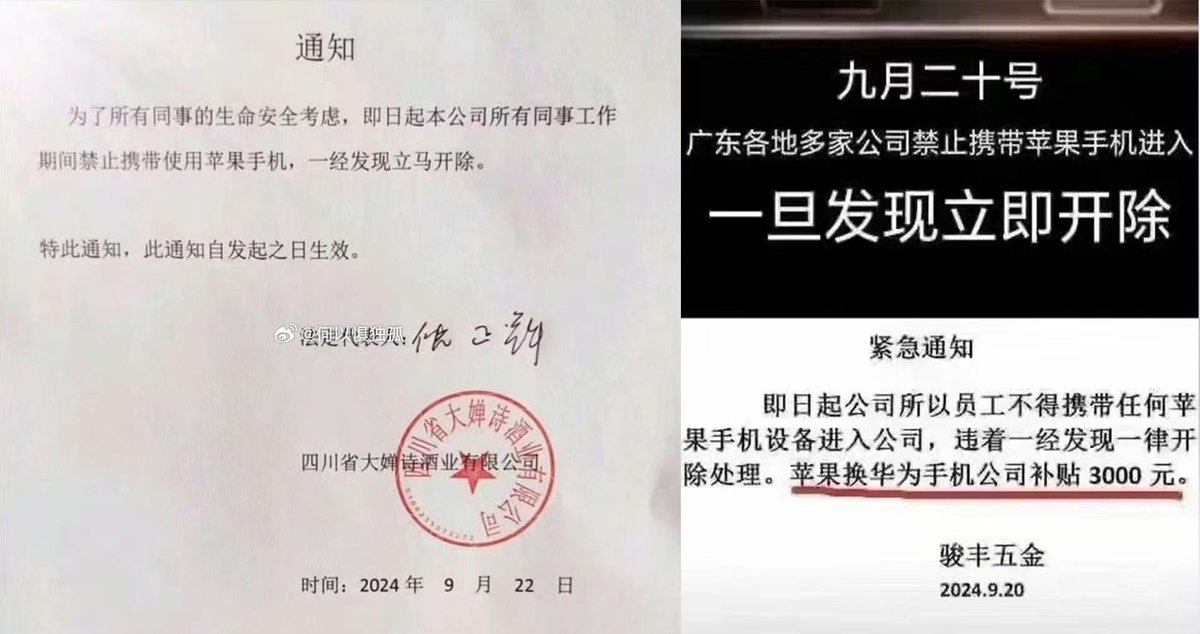 通知
为了所有同事的生命安全考虑，即日起本公司所有同事工作
期间禁止携带使用苹果手机，一经发现立马开除。
特此通知，此通知自发起之日生效。
@何以惧独孤
法定代表人：
四川省大婵诗酒业有限公司
四川省大婵诗酒业有限公司
时间：2024 年 9 月 22 日
九月二十号
广东各地多家公司禁止携带苹果手机进入
一旦发现立即开除
紧急通知
即日起公司所以员工不得携带任何苹
果手机设备进入公司，违着一经发现一律开
除处理。苹果换华为手机公司补贴 3000 元。
骏丰五金
2024.9.20